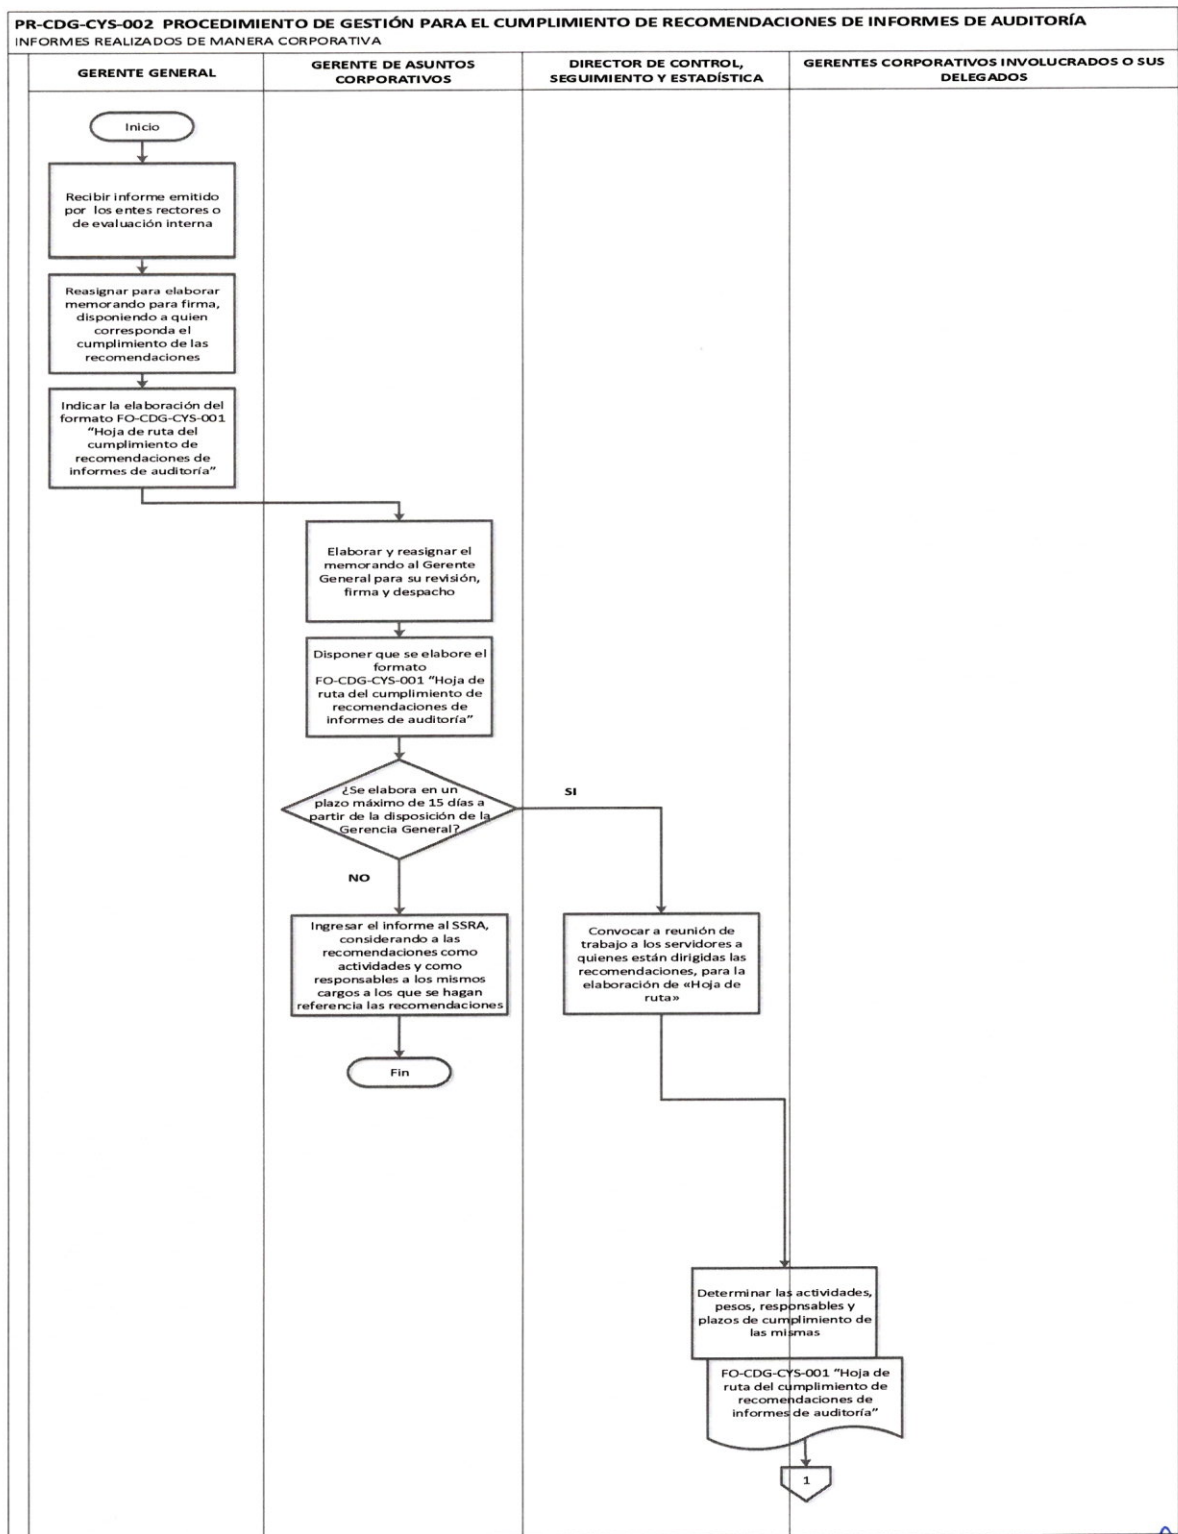 PR-CDG-CYS-002 PROCEDIMIENTO DE GESTIÓN PARA EL CUMPLIMIENTO DE RECOMENDACIONES DE INFORMES DE AUDITORÍA
INFORMES REALIZADOS DE MANERA CORPORATIVA
GERENTE GENERAL
GERENTE DE ASUNTOS
CORPORATIVOS
DIRECTOR DE CONTROL,
SEGUIMIENTO Y ESTADÍSTICA
GERENTES CORPORATIVOS INVOLUCRADOS O SUS
DELEGADOS
Inicio
Recibir informe emitido
por los entes rectores o
de evaluación interna
Reasignar para elaborar
memorando para firma,
disponiendo a quien
corresponda el
cumplimiento de las
recomendaciones
Indicar la elaboración del
formato FO-CDG-CYS-001
“Hoja de ruta del
cumplimiento de
recomendaciones de
informes de auditoría”
Elaborar y reasignar el
memorando al Gerente
General para su revisión,
firma y despacho
Disponer que se elabore el
formato
FO-CDG-CYS-001 “Hoja de
ruta del cumplimiento de
recomendaciones de
informes de auditoría”
¿Se elabora en un
plazo máximo de 15 días a
partir de la disposición de la
Gerencia General?
SI
NO
Ingresar el informe al SSRA,
considerando a las
recomendaciones como
actividades y como
responsables a los mismos
cargos a los que se hagan
referencia las recomendaciones
Fin
Convocar a reunión de
trabajo a los servidores a
quienes están dirigidas las
recomendaciones, para la
elaboración de «Hoja de
ruta»
Determinar las actividades,
pesos, responsables y
plazos de cumplimiento de
las mismas
FO-CDG-CYS-001 “Hoja de
ruta del cumplimiento de
recomendaciones de
informes de auditoría”
1